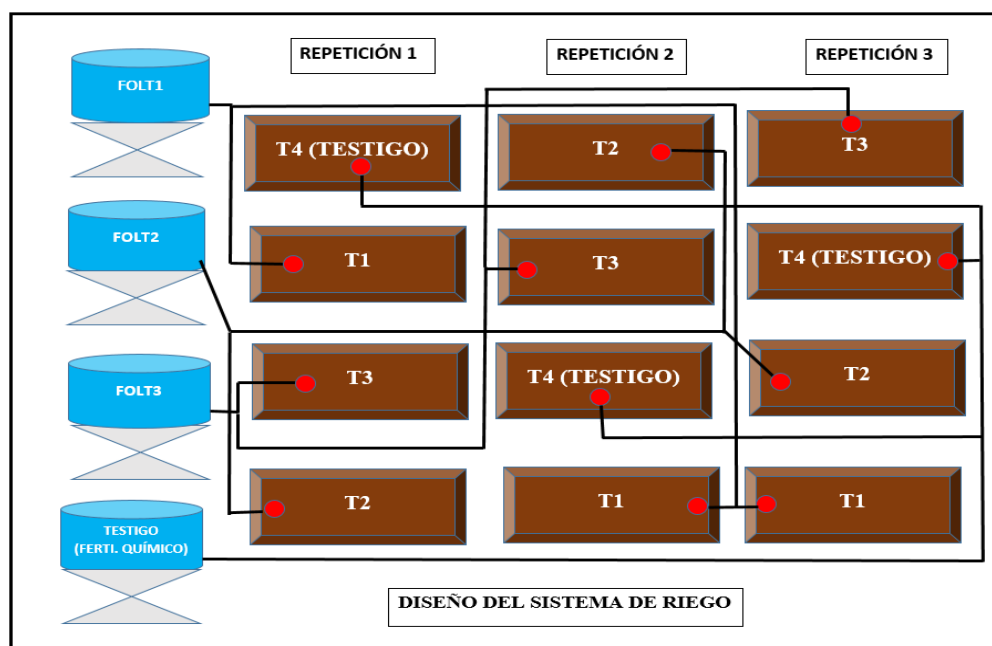 REPETICIÓN 1
REPETICIÓN 2
REPETICIÓN 3
FOLT1
T4 (TESTIGO)
T2
T3
FOLT2
T1
T3
T4 (TESTIGO)
FOLT3
T3
T4 (TESTIGO)
T2
TESTIGO
(FERTI. QUÍMICO)
T2
T1
T1
DISEÑO DEL SISTEMA DE RIEGO